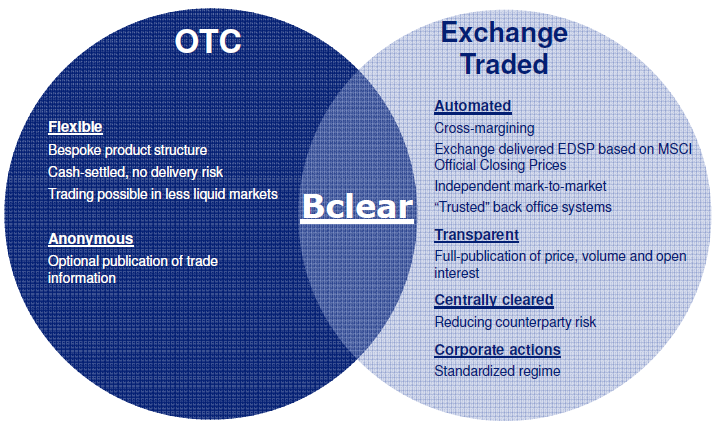 OTC
Flexible
Bespoke product structure
Cash-settled, no delivery risk
Trading possible in less liquid markets
Anonymous
Optional publication of trade
information
Bclear
Exchange
Traded
Automated
Cross-margining
Exchange delivered EDSP based on MSCI
Official Closing Prices
Independent mark-to-market
“Trusted” back office systems
Transparent
Full-publication of price, volume and open
interest
Centrally cleared
Reducing counterparty risk
Corporate actions
Standardized regime